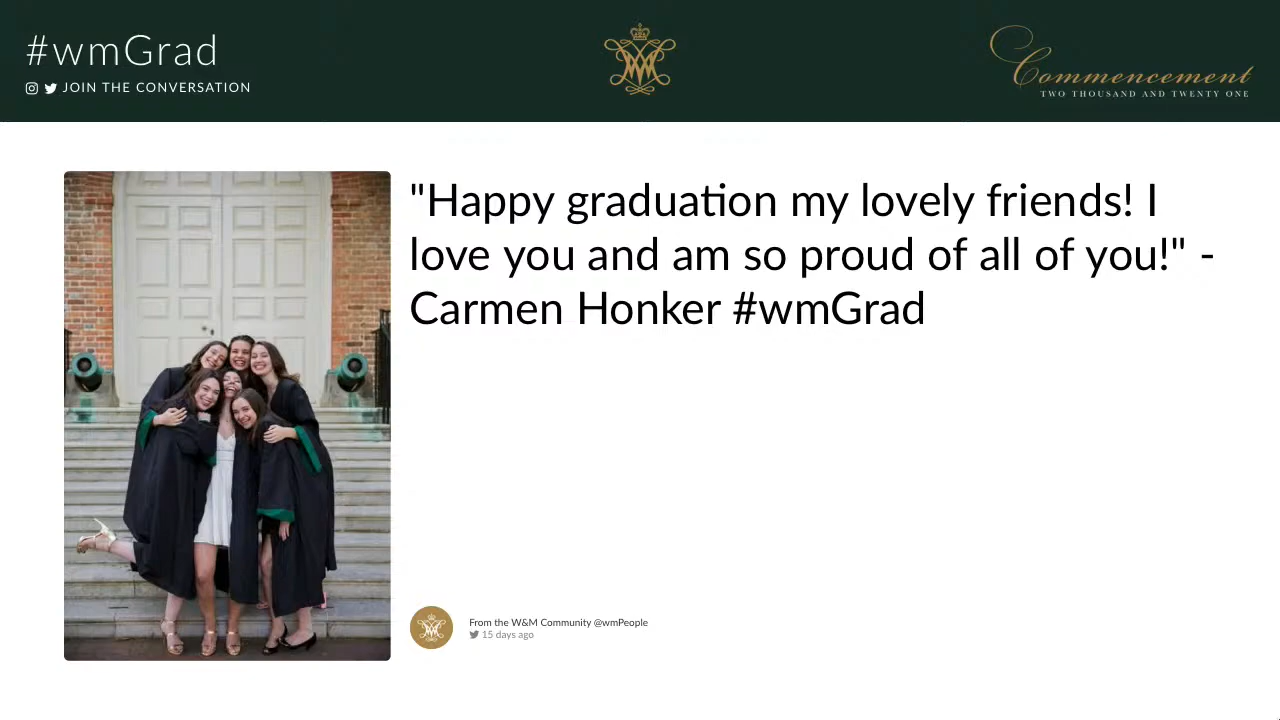 #wmGrad
JOIN THE CONVERSATION
Commencement
TWO THOUSAND AND TWENTY ONE
"Happy graduation my lovely friends! I
love you and am so proud of all of you!" -
Carmen Honker #wmGrad
From the W&M Community @wmPeople
15 days ago